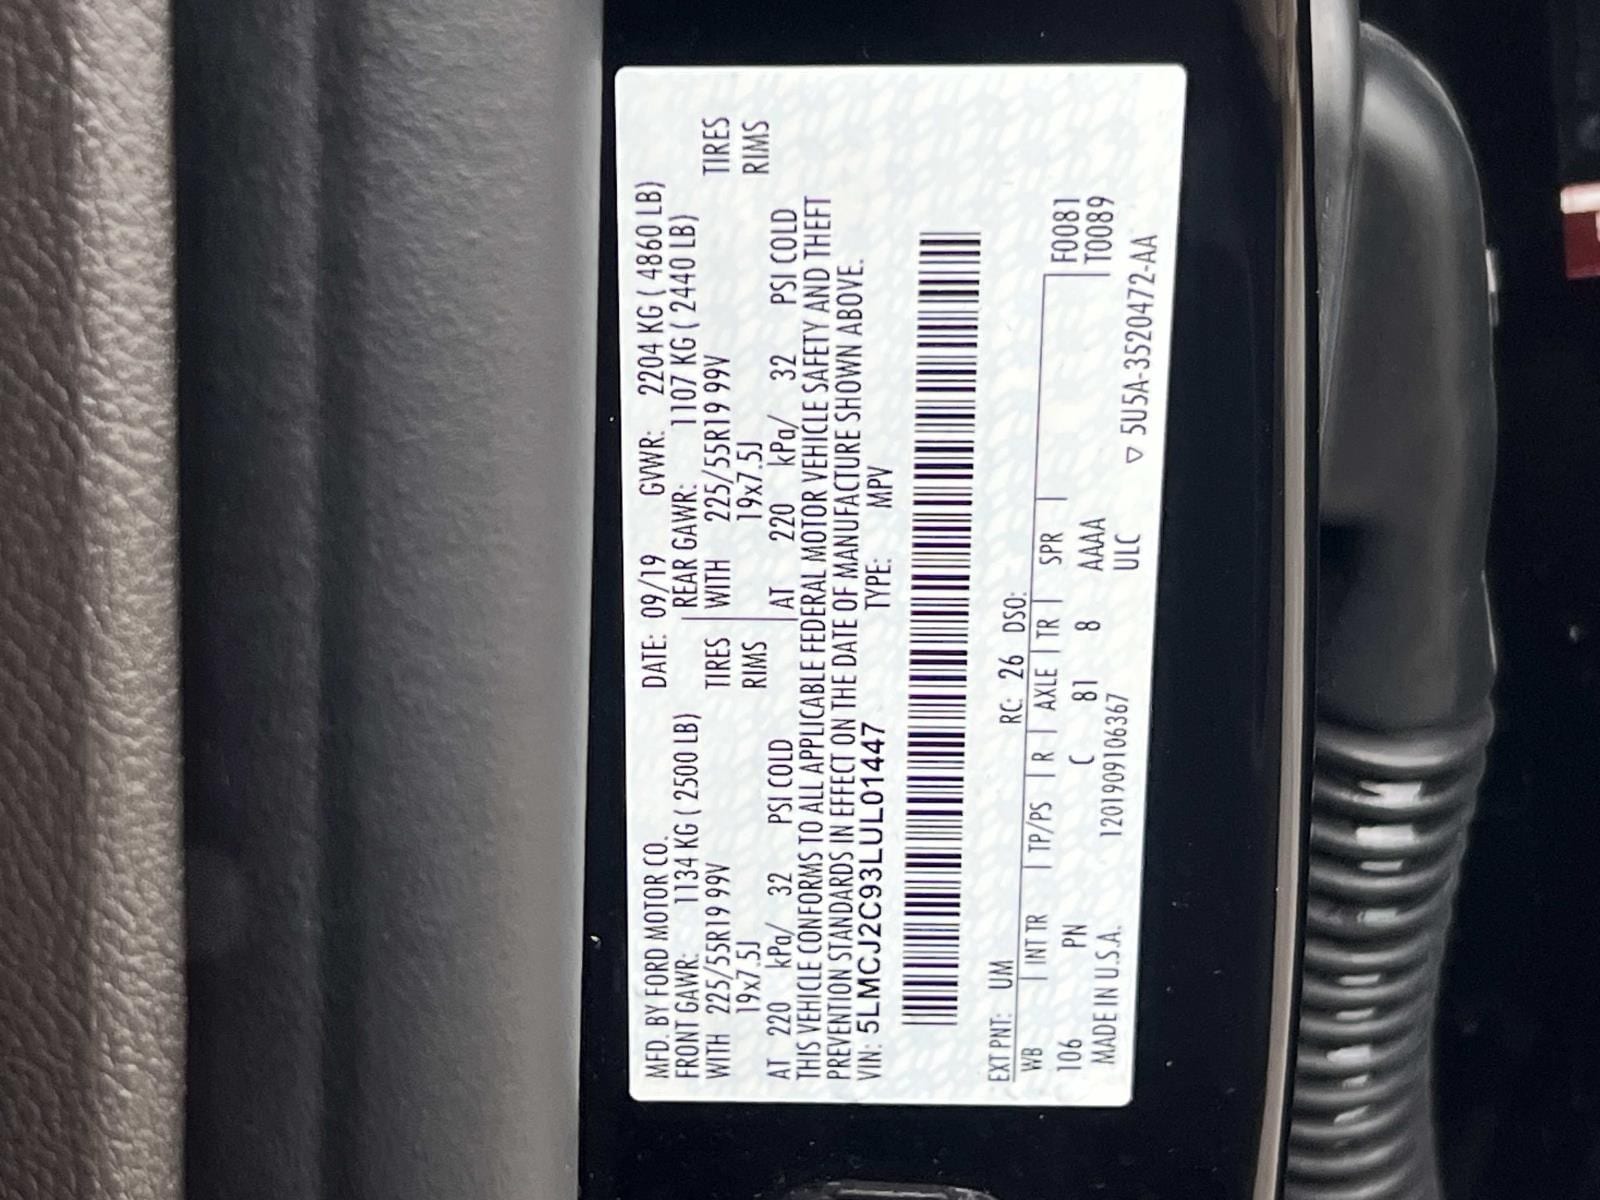 MFD. BY FORD MOTOR CO. DATE: 09/19 GVWR: 2204 KG ( 4860 LB)
FRONT GAWR: 1134 KG ( 2500 LB) REAR GAWR: 1107 KG ( 2440 LB)
WITH 225/55R19 99V TIRES WITH 225/55R19 99V TIRES
19x7.5J RIMS 19x7.5J RIMS
AT 220 kPa/ 32 PSI COLD AT 220 kPa/ 32 PSI COLD
THIS VEHICLE CONFORMS TO ALL APPLICABLE FEDERAL MOTOR VEHICLE SAFETY AND THEFT
PREVENTION STANDARDS IN EFFECT ON THE DATE OF MANUFACTURE SHOWN ABOVE.
VIN: 5LMCJ2C93LUL01447 TYPE: MPV
EXT PNT: UM RC: 26 DSO:
WB INT TR TP/PS R AXLE TR SPR F0081
106 PN C 81 8 AAAA T0089
MADE IN U.S.A. 120190910636​7 ULC ▽ 5U5A-3520472-AA